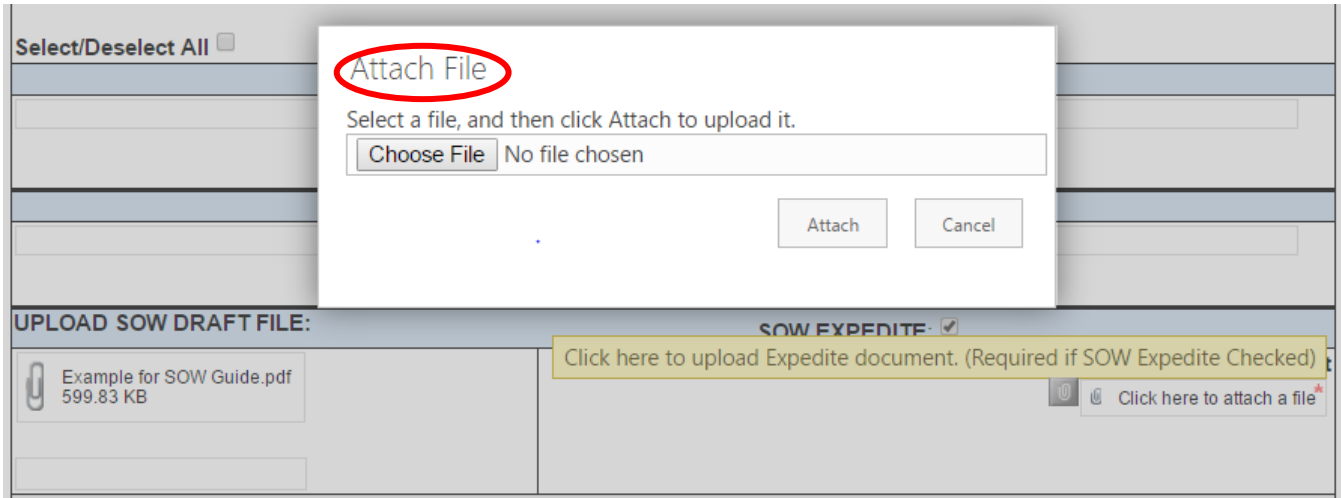 Select/Deselect All
Attach File
Select a file, and then click Attach to upload it.
Choose File No file chosen
Attach Cancel
UPLOAD SOW DRAFT FILE:
SOW EXPEDITE:
Click here to upload Expedite document. (Required if SOW Expedite Checked)
Example for SOW Guide.pdf
599.83 KB
Click here to attach a file*